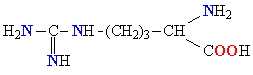 NH₂
H₂N-C-NH-(CH₂)₃-CH
COOH
NH